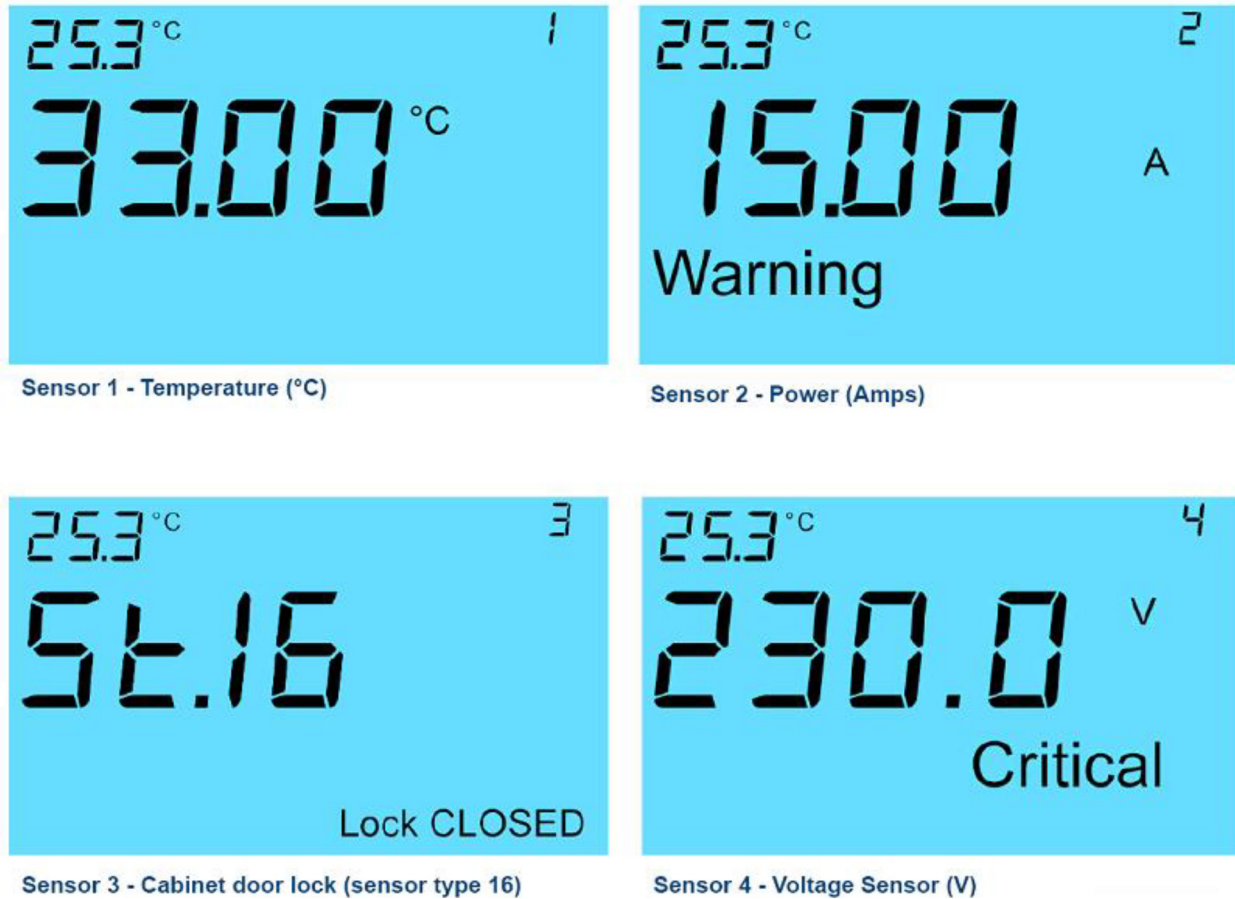 25.3 °C 1
33.00 °C
Sensor 1 - Temperature (°C)
25.3 °C 2
15.00 A
Warning
Sensor 2 - Power (Amps)
25.3 °C 3
St.16
Lock CLOSED
Sensor 3 - Cabinet door lock (sensor type 16)
25.3 °C 4
230.0 V
Critical
Sensor 4 - Voltage Sensor (V)